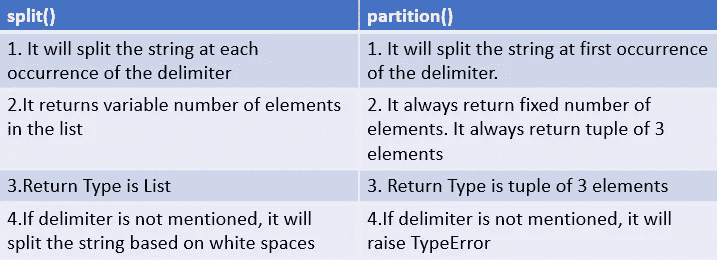 split()
partition()
1. It will split the string at each
occurrence of the delimiter
1. It will split the string at first occurrence
of the delimiter.
2.It returns variable number of elements
in the list
2. It always return fixed number of
elements. It always return tuple of 3
elements
3.Return Type is List
3. Return Type is tuple of 3 elements
4.If delimiter is not mentioned, it will
split the string based on white spaces
4.If delimiter is not mentioned, it will
raise TypeError